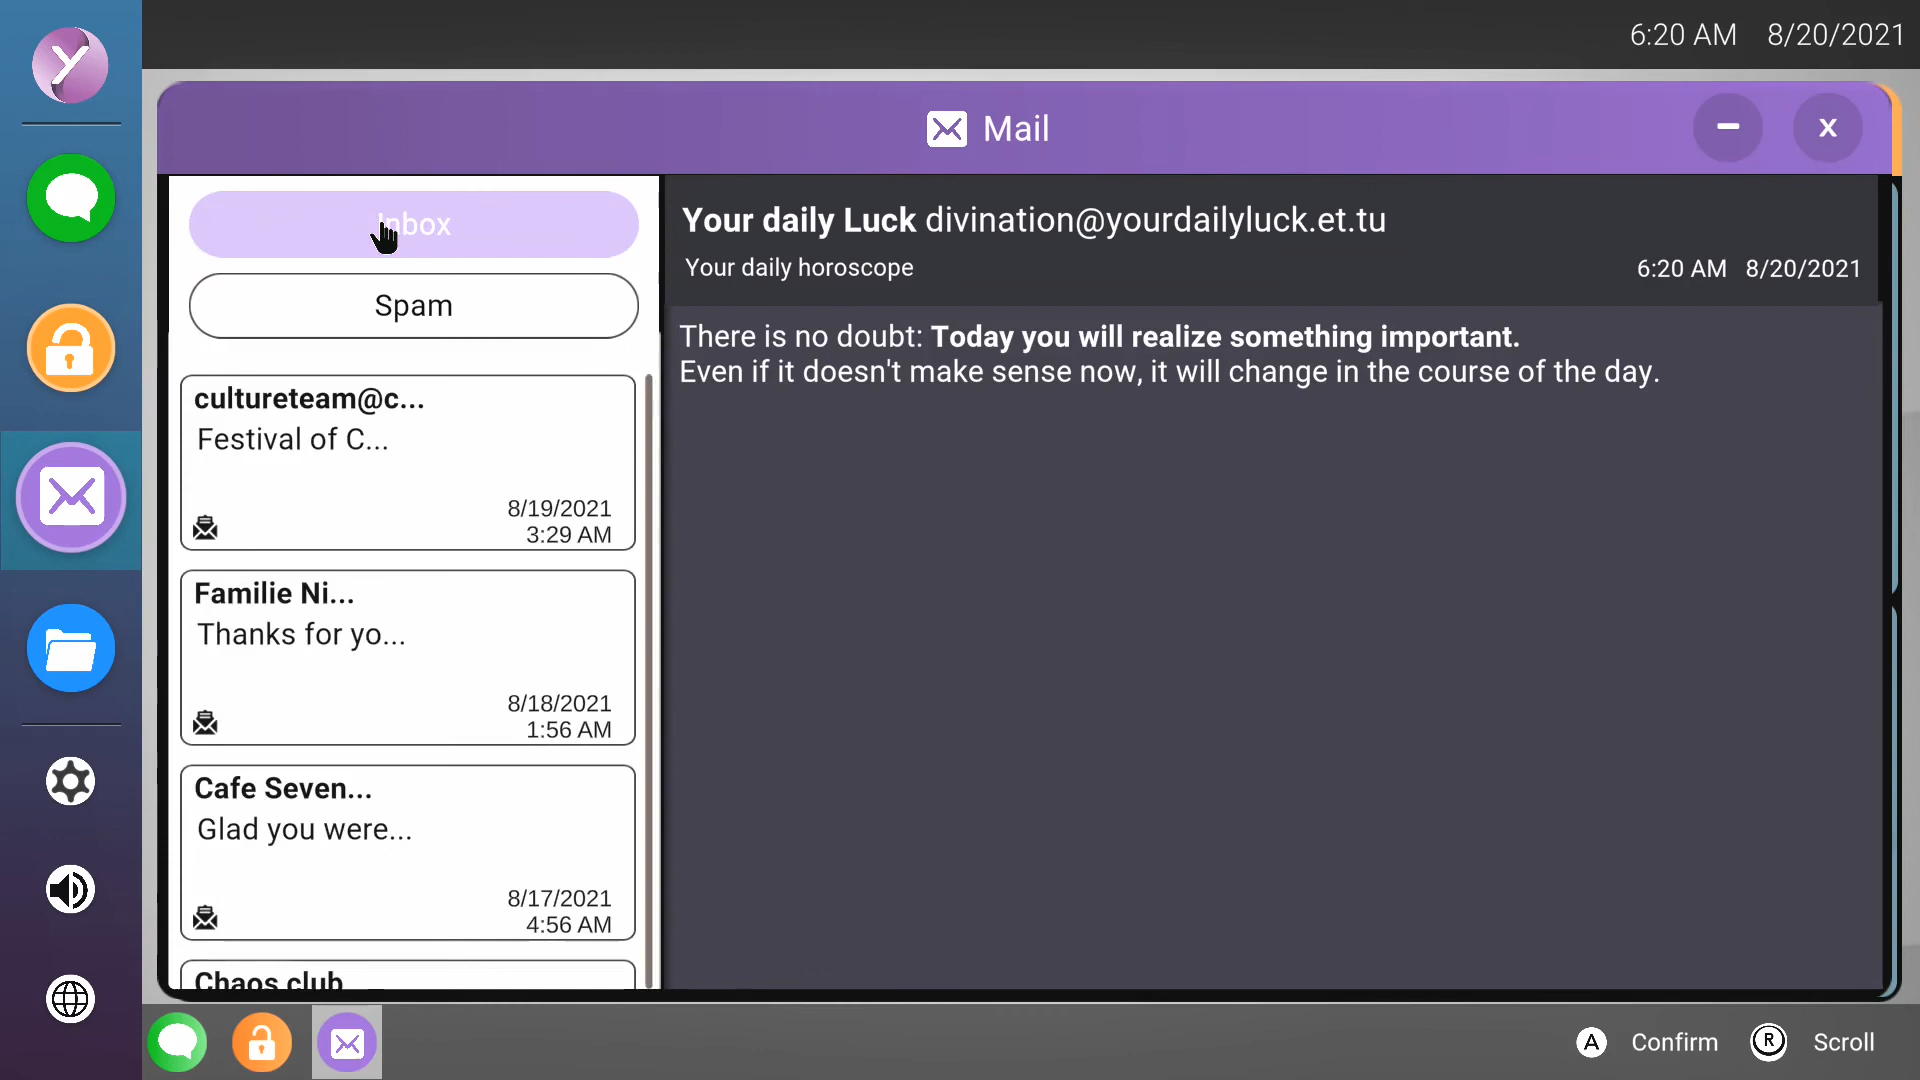 Y
6:20 AM 8/20/2021
Mail
x
Inbox
Spam
cultureteam@c...
Festival of C...
8/19/2021
3:29 AM
Familie Ni...
Thanks for yo...
8/18/2021
1:56 AM
Cafe Seven...
Glad you were...
8/17/2021
4:56 AM
Chaos club
Your daily Luck divination@yourdailyluck.et.tu
Your daily horoscope
6:20 AM 8/20/2021
There is no doubt: Today you will realize something important.
Even if it doesn't make sense now, it will change in the course of the day.
A Confirm R Scroll